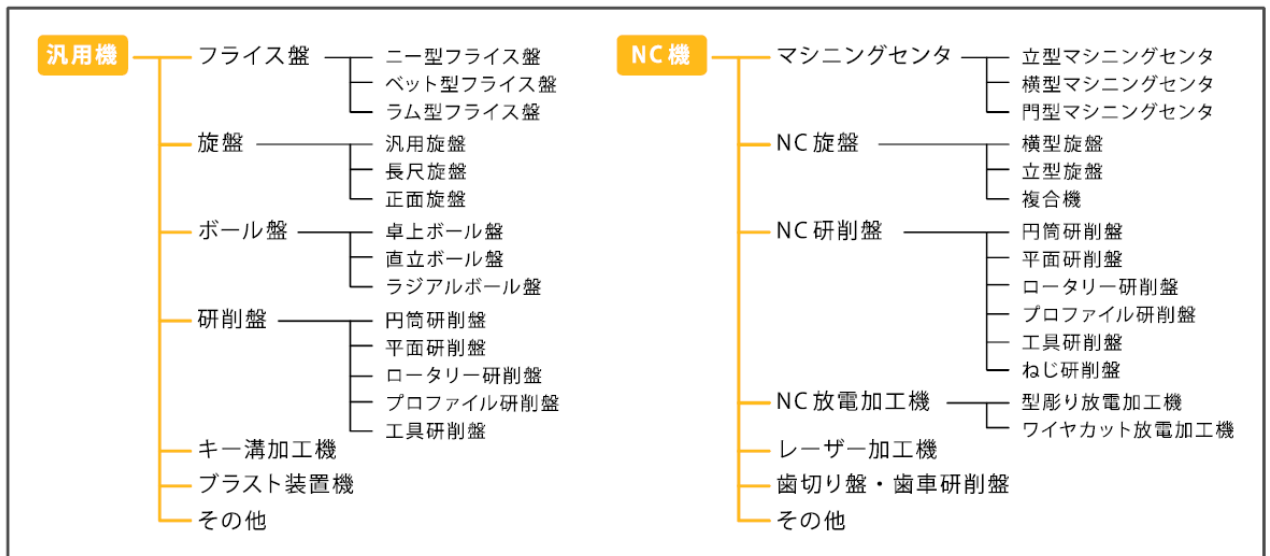 汎用機
フライス盤
ニー型フライス盤
ベット型フライス盤
ラム型フライス盤
旋盤
汎用旋盤
長尺旋盤
正面旋盤
ボール盤
卓上ボール盤
直立ボール盤
ラジアルボール盤
研削盤
円筒研削盤
平面研削盤
ロータリー研削盤
プロファイル研削盤
工具研削盤
キー溝加工機
ブラスト装置機
その他
NC機
マシニングセンタ
立型マシニングセンタ
横型マシニングセンタ
門型マシニングセンタ
NC旋盤
横型旋盤
立型旋盤
複合機
NC研削盤
円筒研削盤
平面研削盤
ロータリー研削盤
プロファイル研削盤
工具研削盤
ねじ研削盤
NC放電加工機
型彫り放電加工機
ワイヤカット放電加工機
レーザー加工機
歯切り盤・歯車研削盤
その他